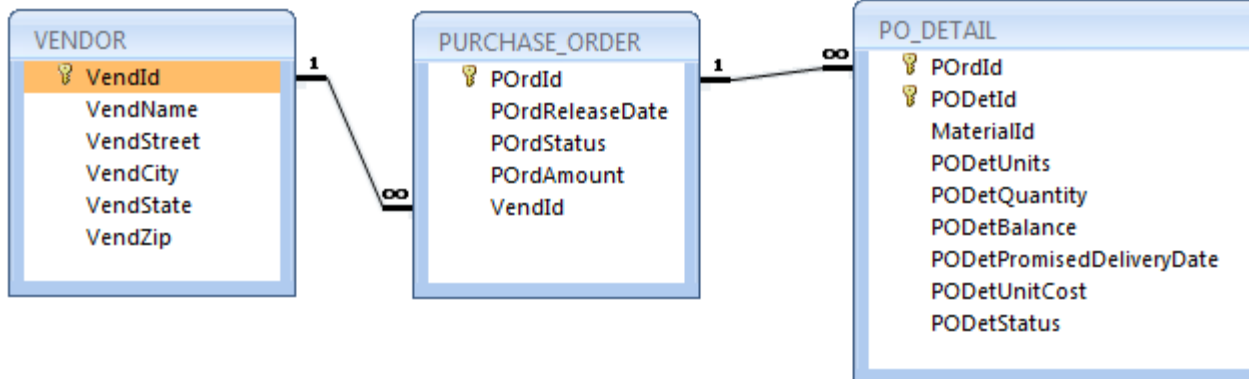 VENDOR
VendId
VendName
VendStreet
VendCity
VendState
VendZip
1
∞
PURCHASE_ORDER
POrdId
POrdReleaseDate
POrdStatus
POrdAmount
VendId
1
∞
PO_DETAIL
POrdId
PODetId
MaterialId
PODetUnits
PODetQuantity
PODetBalance
PODetPromisedDeliveryDate
PODetUnitCost
PODetStatus